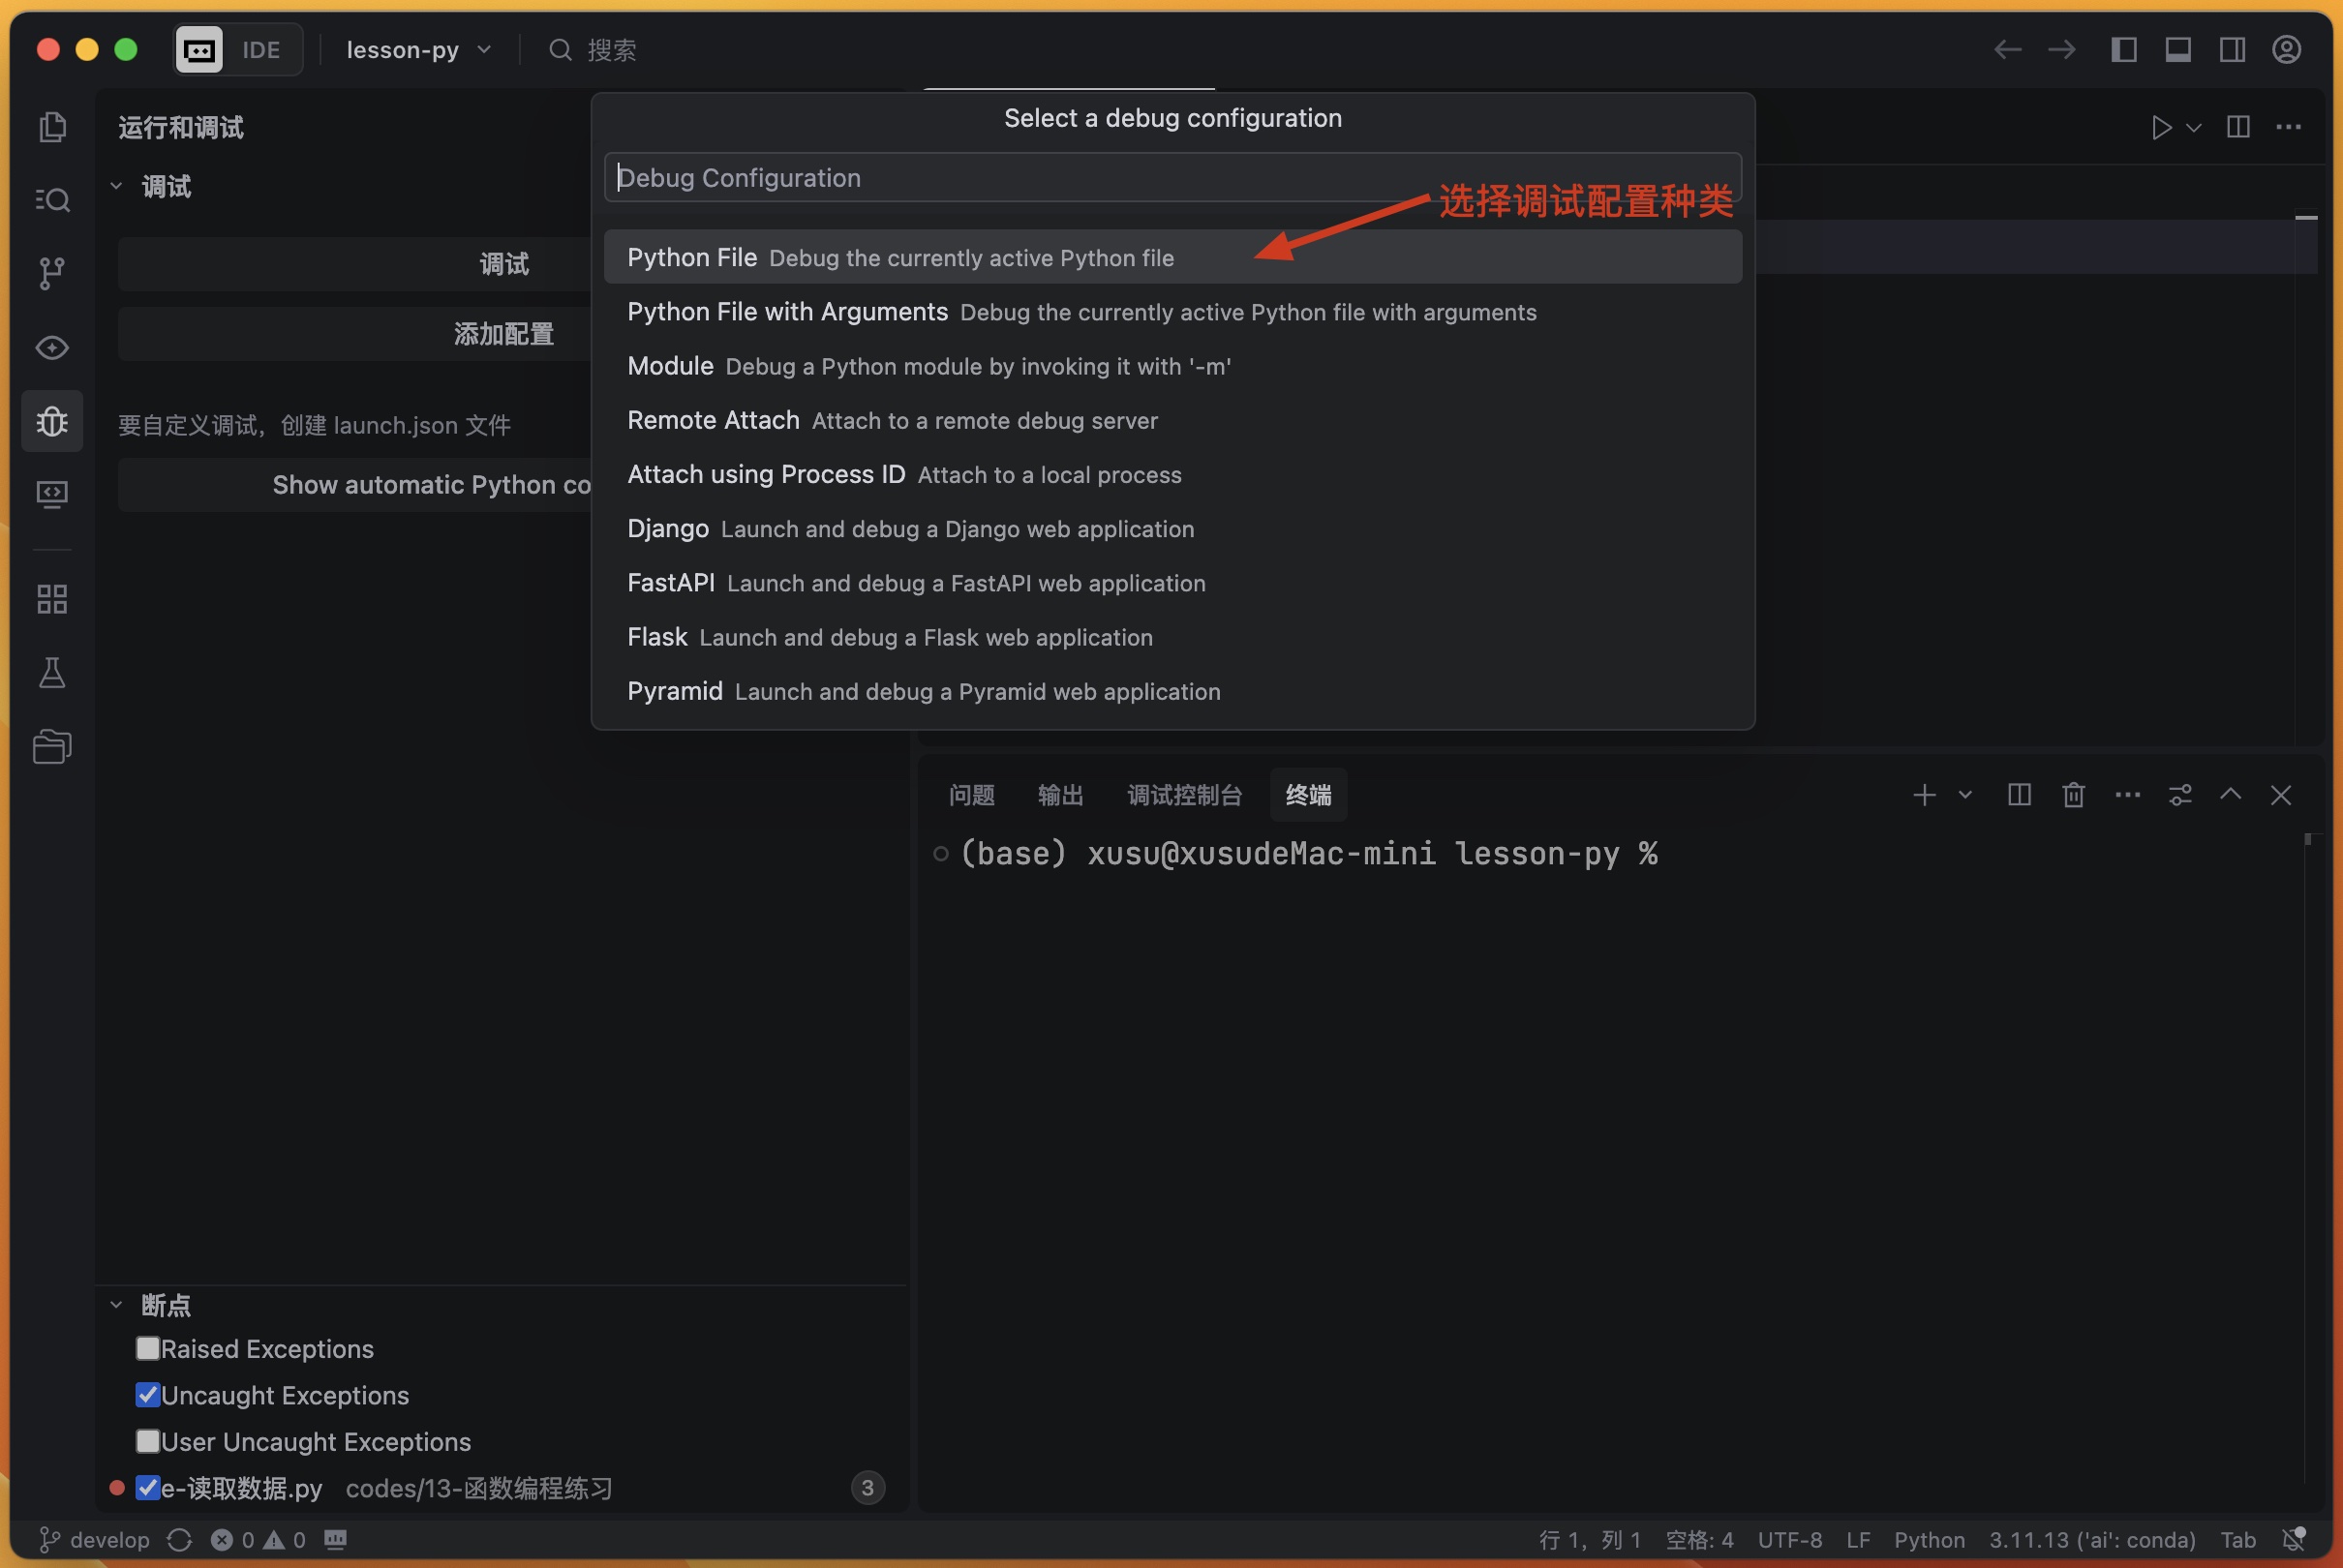 IDE
lesson-py
搜索
运行和调试
调试
调试
添加配置
要自定义调试，创建 launch.json 文件
Show automatic Python co
Select a debug configuration
Debug Configuration
选择调试配置种类
Python File Debug the currently active Python file
Python File with Arguments Debug the currently active Python file with arguments
Module Debug a Python module by invoking it with '-m'
Remote Attach Attach to a remote debug server
Attach using Process ID Attach to a local process
Django Launch and debug a Django web application
FastAPI Launch and debug a FastAPI web application
Flask Launch and debug a Flask web application
Pyramid Launch and debug a Pyramid web application
问题 输出 调试控制台 终端
(base) xusu@xusudeMac-mini lesson-py %
断点
Raised Exceptions
Uncaught Exceptions
User Uncaught Exceptions
e-读取数据.py codes/13-函数编程练习 3
develop 0 0 行 1，列 1 空格: 4 UTF-8 LF Python 3.11.13 ('ai': conda) Tab